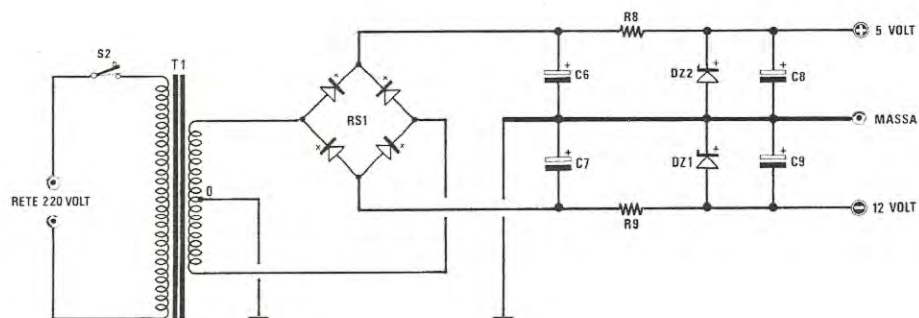 S2
T1
RETE 220 VOLT
0
RS1
C6
C7
R8
R9
DZ2
DZ1
C8
C9
5 VOLT
MASSA
12 VOLT